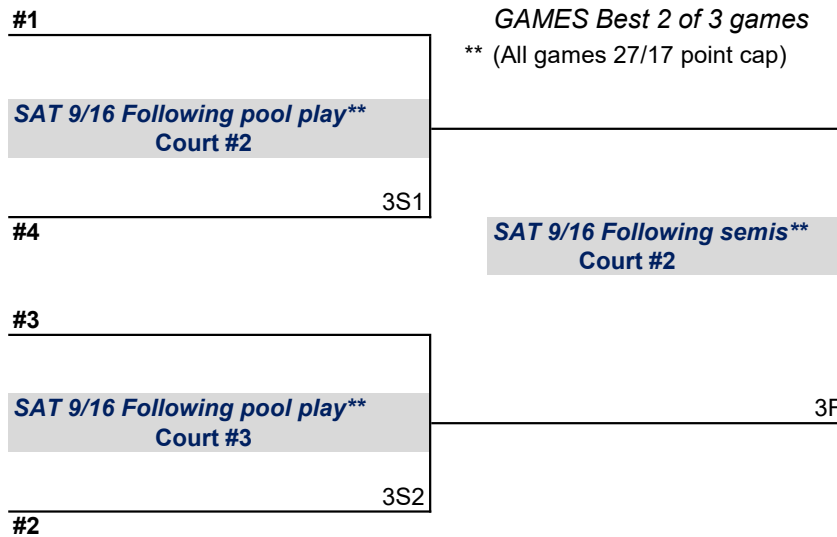 #1
GAMES Best 2 of 3 games
** (All games 27/17 point cap)
SAT 9/16 Following pool play**
Court #2
3S1
#4
SAT 9/16 Following semis**
Court #2
#3
SAT 9/16 Following pool play**
Court #3
3F
3S2
#2